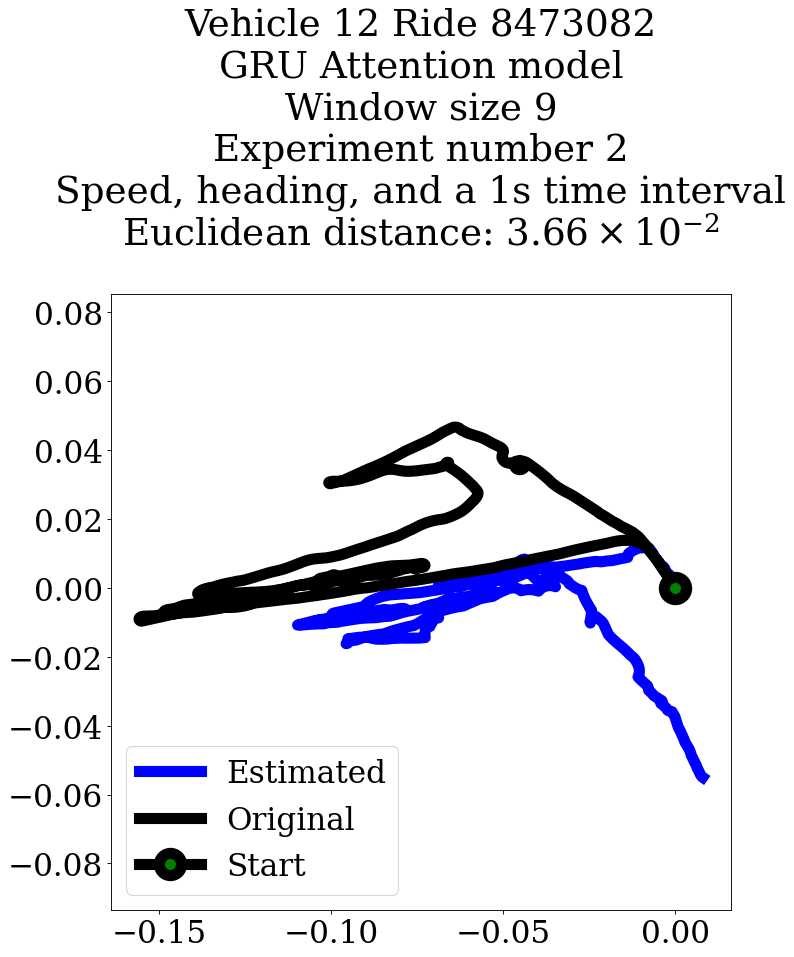 Vehicle 12 Ride 8473082
GRU Attention model
Window size 9
Experiment number 2
Speed, heading, and a 1s time interval
Euclidean distance: 3.66 × 10⁻²
0.08
0.06
0.04
0.02
0.00
−0.02
−0.04
−0.06
−0.08
Estimated
Original
Start
−0.15 −0.10 −0.05 0.00